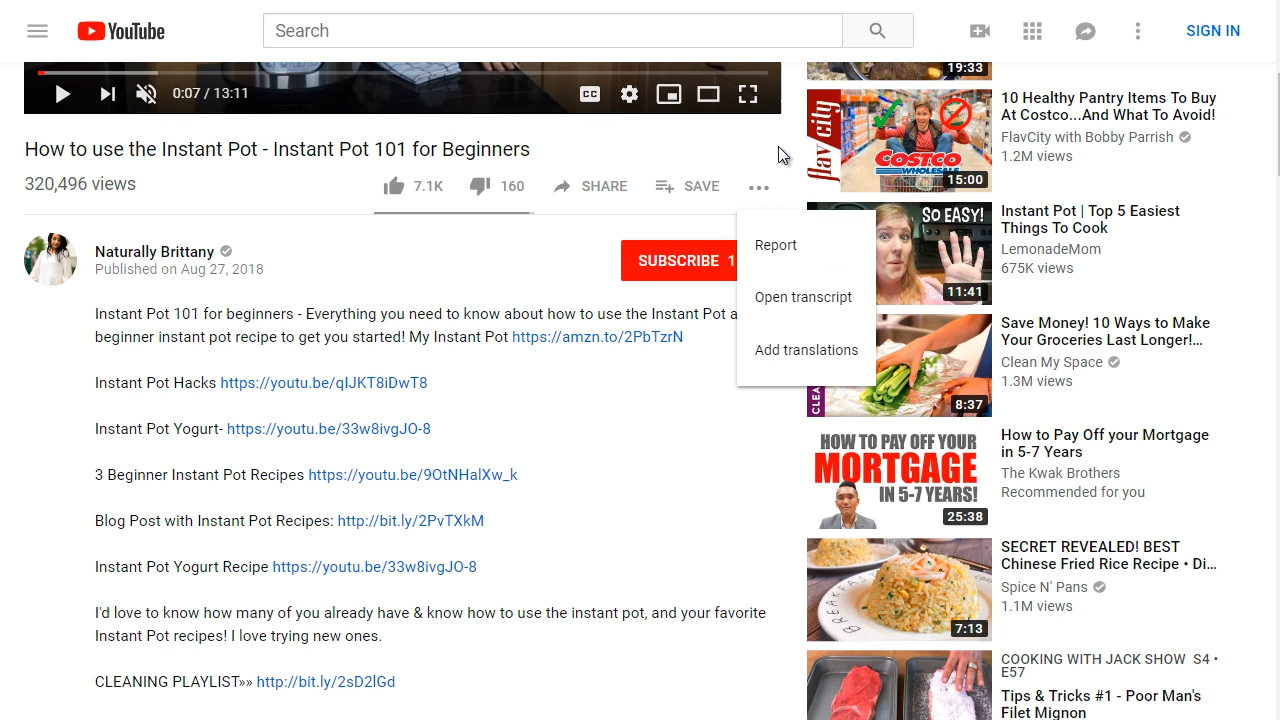 YouTube
Search
SIGN IN
0:07 / 13:11
CC
How to use the Instant Pot - Instant Pot 101 for Beginners
320,496 views
7.1K
160
SHARE
SAVE
Report
Open transcript
Add translations
Naturally Brittany
Published on Aug 27, 2018
SUBSCRIBE 1
Instant Pot 101 for beginners - Everything you need to know about how to use the Instant Pot a
beginner instant pot recipe to get you started! My Instant Pot https://amzn.to/2PbTzrN
Instant Pot Hacks https://youtu.be/qIJKT8iDwT8
Instant Pot Yogurt- https://youtu.be/33w8ivgJO-8
3 Beginner Instant Pot Recipes https://youtu.be/9OtNHalXw_k
Blog Post with Instant Pot Recipes: http://bit.ly/2PvTXkM
Instant Pot Yogurt Recipe https://youtu.be/33w8ivgJO-8
I'd love to know how many of you already have & know how to use the instant pot, and your favorite
Instant Pot recipes! I love trying new ones.
CLEANING PLAYLIST»» http://bit.ly/2sD2lGd
19:33
flav city
COSTCO
WHOLESALE
15:00
10 Healthy Pantry Items To Buy
At Costco...And What To Avoid!
FlavCity with Bobby Parrish
1.2M views
SO EASY!
11:41
Instant Pot | Top 5 Easiest
Things To Cook
LemonadeMom
675K views
CLEA
8:37
Save Money! 10 Ways to Make
Your Groceries Last Longer!...
Clean My Space
1.3M views
HOW TO PAY OFF YOUR
MORTGAGE
IN 5-7 YEARS!
25:38
How to Pay Off your Mortgage
in 5-7 Years
The Kwak Brothers
Recommended for you
BREAKFAS
7:13
SECRET REVEALED! BEST
Chinese Fried Rice Recipe • Di...
Spice N' Pans
1.1M views
COOKING WITH JACK SHOW S4 •
E57
Tips & Tricks #1 - Poor Man's
Filet Mignon